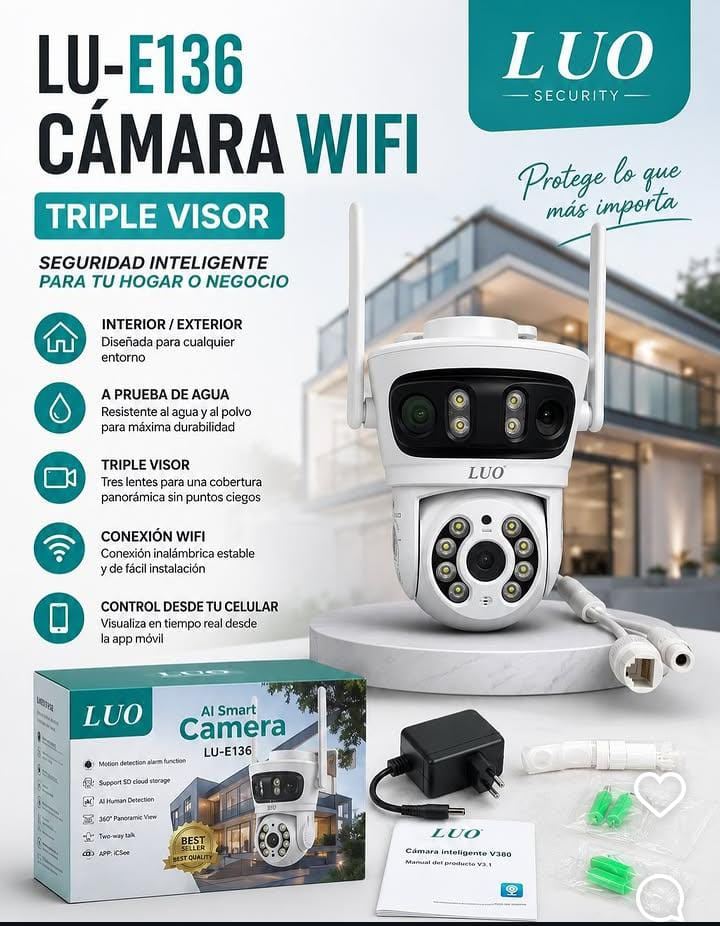 LU-E136
CÁMARA WIFI
TRIPLE VISOR
SEGURIDAD INTELIGENTE
PARA TU HOGAR O NEGOCIO
LUO
SECURITY
Protege lo que
más importa
INTERIOR / EXTERIOR
Diseñada para cualquier
entorno
A PRUEBA DE AGUA
Resistente al agua y al polvo
para máxima durabilidad
TRIPLE VISOR
Tres lentes para una cobertura
panorámica sin puntos ciegos
CONEXIÓN WIFI
Conexión inalámbrica estable
y de fácil instalación
CONTROL DESDE TU CELULAR
Visualiza en tiempo real desde
la app móvil
LUO
LUO
AI Smart
Camera
LU-E136
Motion detection alarm function
Support SD cloud storage
AI Human Detection
360° Panoramic View
Two-way talk
APP: iCSee
BEST
SELLER
BEST QUALITY
LUO
Cámara inteligente V380
Manual del producto V3.1